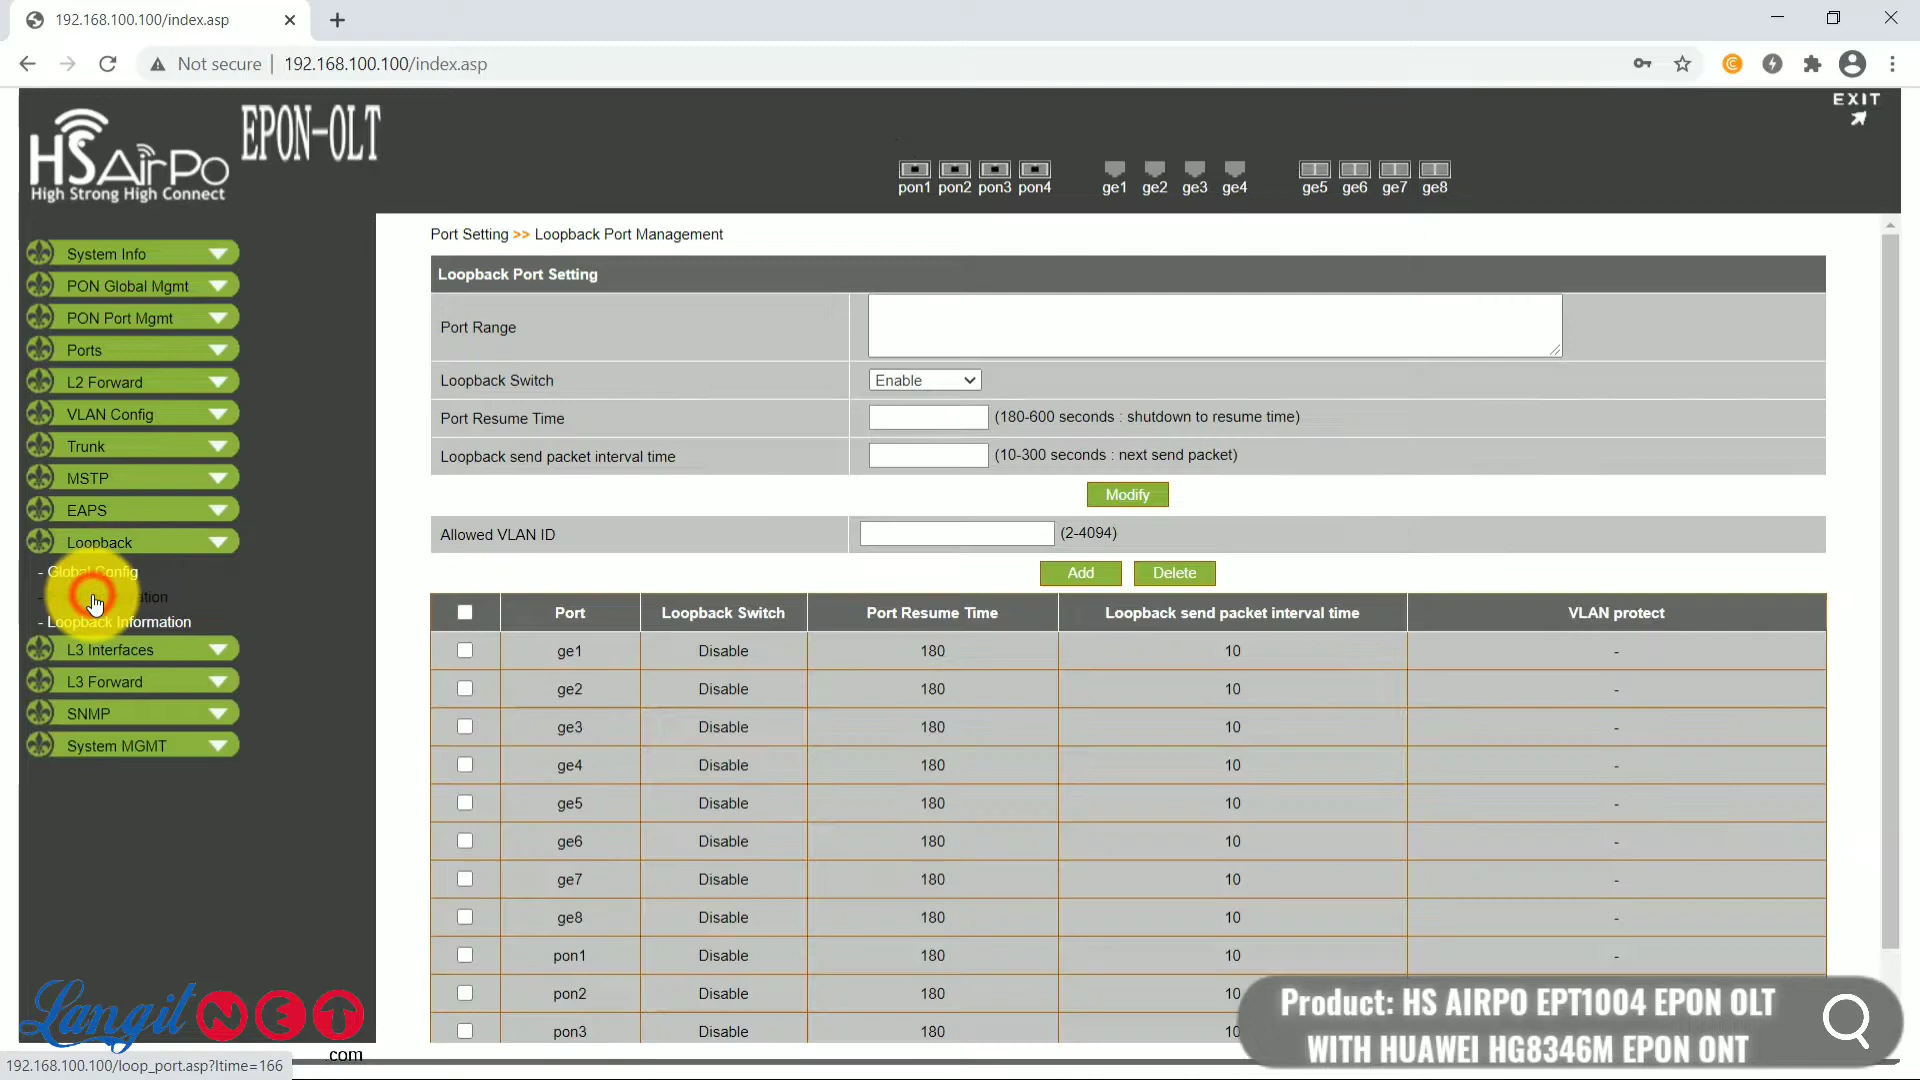 192.168.100.100/index.asp
Not secure
192.168.100.100/index.asp
EXIT
HSAirPo
High Strong High Connect
EPON-OLT
pon1 pon2 pon3 pon4 ge1 ge2 ge3 ge4 ge5 ge6 ge7 ge8
System Info
PON Global Mgmt
PON Port Mgmt
Ports
L2 Forward
VLAN Config
Trunk
MSTP
EAPS
Loopback
- Global Config
- Loopback Information
L3 Interfaces
L3 Forward
SNMP
System MGMT
Port Setting >> Loopback Port Management
Loopback Port Setting
Port Range
Loopback Switch Enable
Port Resume Time (180-600 seconds : shutdown to resume time)
Loopback send packet interval time (10-300 seconds : next send packet)
Modify
Allowed VLAN ID (2-4094)
Add Delete
Port Loopback Switch Port Resume Time Loopback send packet interval time VLAN protect
ge1 Disable 180 10 -
ge2 Disable 180 10 -
ge3 Disable 180 10 -
ge4 Disable 180 10 -
ge5 Disable 180 10 -
ge6 Disable 180 10 -
ge7 Disable 180 10 -
ge8 Disable 180 10 -
pon1 Disable 180 10 -
pon2 Disable 180 10
pon3 Disable 180 10
Langit NET
.com
Product: HS AIRPO EPT1004 EPON OLT
WITH HUAWEI HG8346M EPON ONT
192.168.100.100/loop_port.asp?ltime=166